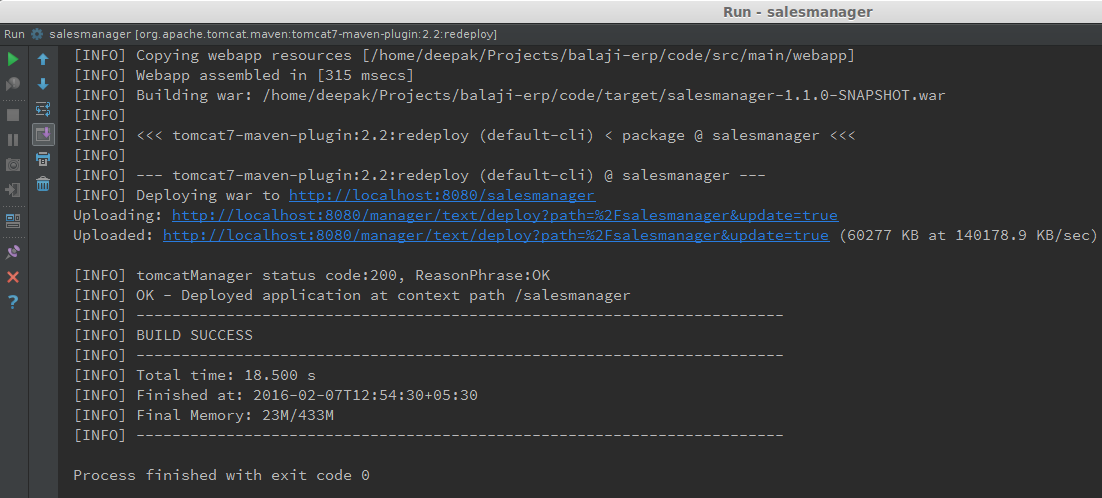 Run - salesmanager
Run salesmanager [org.apache.tomcat.maven:tomcat7-maven-plugin:2.2:redeploy]
[INFO] Copying webapp resources [/home/deepak/Projects/balaji-erp/code/src/main/webapp]
[INFO] Webapp assembled in [315 msecs]
[INFO] Building war: /home/deepak/Projects/balaji-erp/code/target/salesmanager-1.1.0-SNAPSHOT.war
[INFO]
[INFO] <<< tomcat7-maven-plugin:2.2:redeploy (default-cli) < package @ salesmanager <<<
[INFO]
[INFO] --- tomcat7-maven-plugin:2.2:redeploy (default-cli) @ salesmanager ---
[INFO] Deploying war to http://localhost:8080/salesmanager
Uploading: http://localhost:8080/manager/text/deploy?path=%2Fsalesmanager&update=true
Uploaded: http://localhost:8080/manager/text/deploy?path=%2Fsalesmanager&update=true (60277 KB at 140178.9 KB/sec)
[INFO] tomcatManager status code:200, ReasonPhrase:OK
[INFO] OK - Deployed application at context path /salesmanager
[INFO] ------------------------------------------------------------------------
[INFO] BUILD SUCCESS
[INFO] ------------------------------------------------------------------------
[INFO] Total time: 18.500 s
[INFO] Finished at: 2016-02-07T12:54:30+05:30
[INFO] Final Memory: 23M/433M
[INFO] ------------------------------------------------------------------------
Process finished with exit code 0